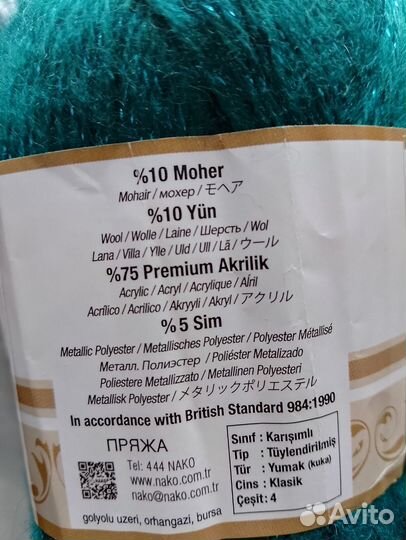 %10 Moher
Mohair / мохер / モヘア
%10 Yün
Wool / Wolle / Laine / Шерсть / Wol
Lana / Villa / Ylle / Uld / Ull / Lã / ウール
%75 Premium Akrilik
Acrylic / Acryl / Acrylique / Aĺril
Acrílico / Acrilico / Akryyli / Akryl / アクリル
%5 Sim
Metallic Polyester / Metallisches Polyester / Polyester Métallisé
Металл. Полиэстер / Poliéster Metalizado
Poliestere Metallizzato / Metallinen Polyesteri
Metallisk Polyester / メタリックポリエステル
In accordance with British Standard 984:1990
ПРЯЖА
Tel: 444 NAKO
www.nako.com.tr
nako@nako.com.tr
golyolu uzeri, orhangazi, bursa
Sınıf : Karışımlı
Tip : Tüylendirilmiş
Tür : Yumak (kuka)
Cins : Klasik
Çeşit: 4
Avito